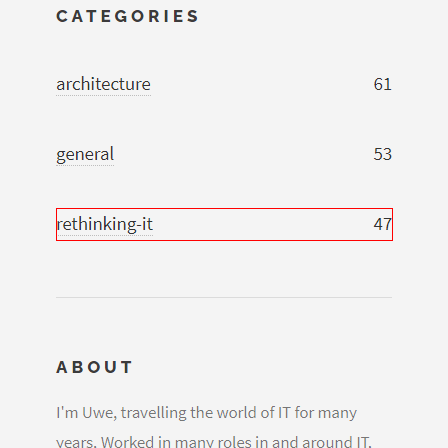 CATEGORIES
architecture 61
general 53
rethinking-it 47
ABOUT
I'm Uwe, travelling the world of IT for many
years. Worked in many roles in and around IT.